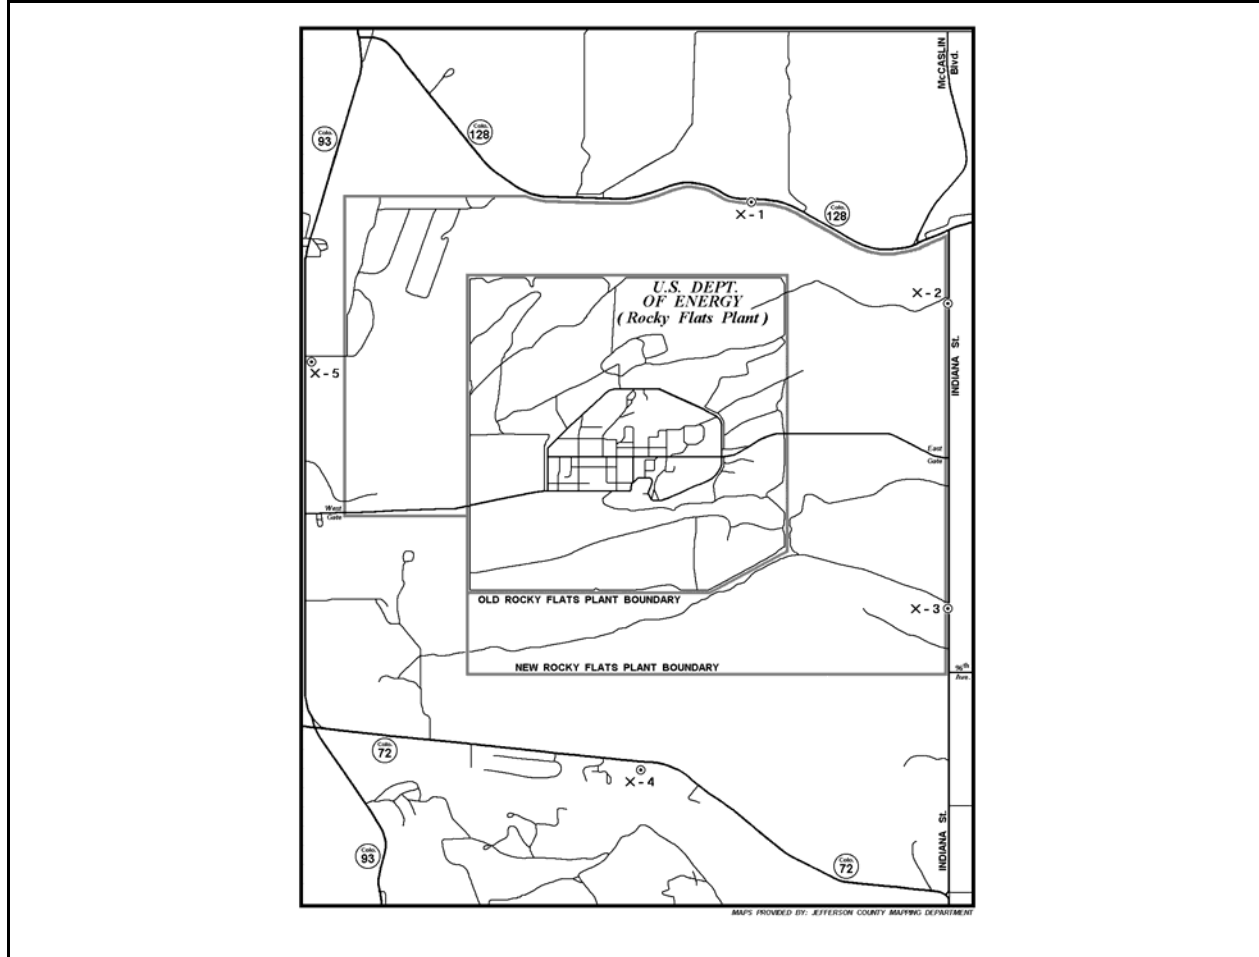 McCASLIN
Blvd.
Colo.
93
Colo.
128
Colo.
128
X-1
U.S. DEPT.
OF ENERGY
( Rocky Flats Plant )
X-2
INDIANA St.
X-5
East
Gate
West
Gate
OLD ROCKY FLATS PLANT BOUNDARY
X-3
NEW ROCKY FLATS PLANT BOUNDARY
96th
Ave.
Colo.
72
X-4
INDIANA St.
Colo.
93
Colo.
72
MAPS PROVIDED BY: JEFFERSON COUNTY MAPPING DEPARTMENT